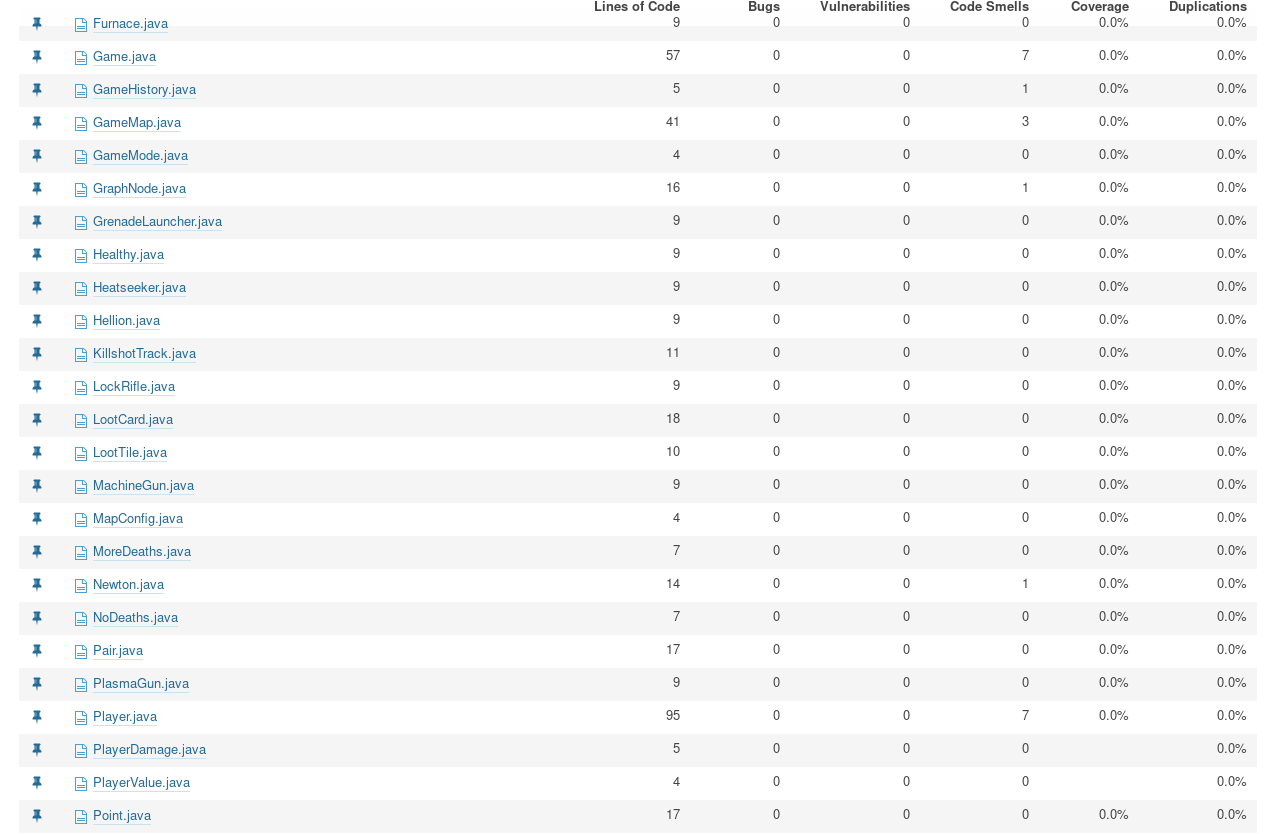 Lines of Code Bugs Vulnerabilities Code Smells Coverage Duplications
Furnace.java 9 0 0 0 0.0% 0.0%
Game.java 57 0 0 7 0.0% 0.0%
GameHistory.java 5 0 0 1 0.0% 0.0%
GameMap.java 41 0 0 3 0.0% 0.0%
GameMode.java 4 0 0 0 0.0% 0.0%
GraphNode.java 16 0 0 1 0.0% 0.0%
GrenadeLauncher.java 9 0 0 0 0.0% 0.0%
Healthy.java 9 0 0 0 0.0% 0.0%
Heatseeker.java 9 0 0 0 0.0% 0.0%
Hellion.java 9 0 0 0 0.0% 0.0%
KillshotTrack.java 11 0 0 0 0.0% 0.0%
LockRifle.java 9 0 0 0 0.0% 0.0%
LootCard.java 18 0 0 0 0.0% 0.0%
LootTile.java 10 0 0 0 0.0% 0.0%
MachineGun.java 9 0 0 0 0.0% 0.0%
MapConfig.java 4 0 0 0 0.0% 0.0%
MoreDeaths.java 7 0 0 0 0.0% 0.0%
Newton.java 14 0 0 1 0.0% 0.0%
NoDeaths.java 7 0 0 0 0.0% 0.0%
Pair.java 17 0 0 0 0.0% 0.0%
PlasmaGun.java 9 0 0 0 0.0% 0.0%
Player.java 95 0 0 7 0.0% 0.0%
PlayerDamage.java 5 0 0 0 0.0%
PlayerValue.java 4 0 0 0 0.0%
Point.java 17 0 0 0 0.0% 0.0%